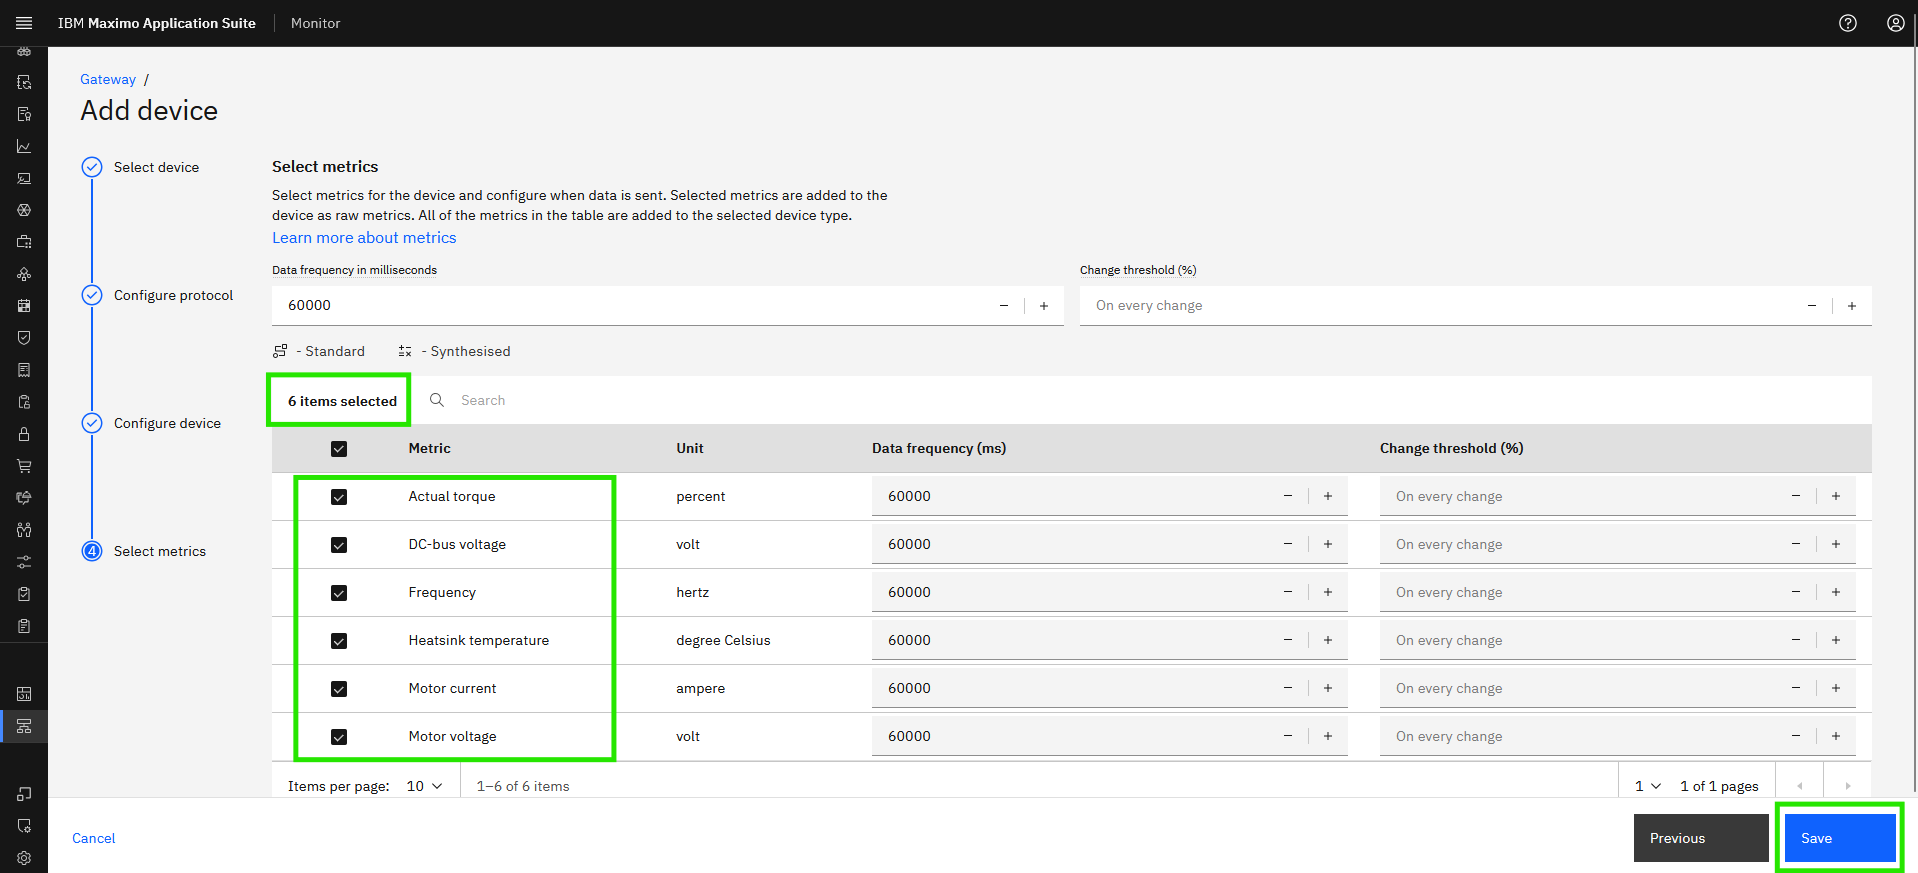 IBM Maximo Application Suite
Monitor
Gateway /
Add device
Select device
Configure protocol
Configure device
4 Select metrics
Select metrics
Select metrics for the device and configure when data is sent. Selected metrics are added to the
device as raw metrics. All of the metrics in the table are added to the selected device type.
Learn more about metrics
Data frequency in milliseconds
Change threshold (%)
60000
On every change
- Standard - Synthesised
6 items selected
Search
Metric Unit Data frequency (ms) Change threshold (%)
Actual torque percent 60000 On every change
DC-bus voltage volt 60000 On every change
Frequency hertz 60000 On every change
Heatsink temperature degree Celsius 60000 On every change
Motor current ampere 60000 On every change
Motor voltage volt 60000 On every change
Items per page: 10 1–6 of 6 items 1 1 of 1 pages
Cancel Previous Save